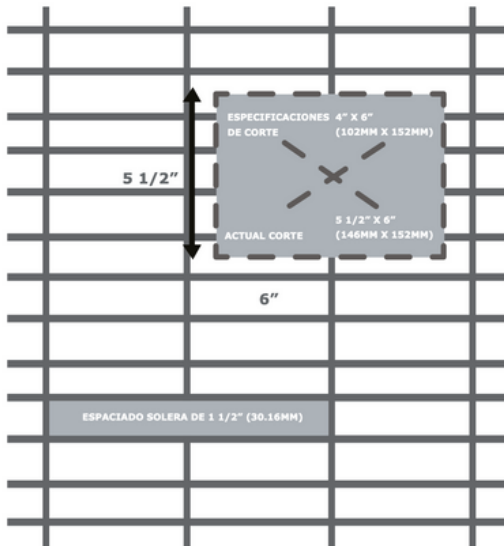 ESPECIFICACIONES 4” X 6”
DE CORTE (102MM X 152MM)
5 1/2”
5 1/2” X 6”
ACTUAL CORTE (146MM X 152MM)
6”
ESPACIADO SOLERA DE 1 1/2” (30.16MM)